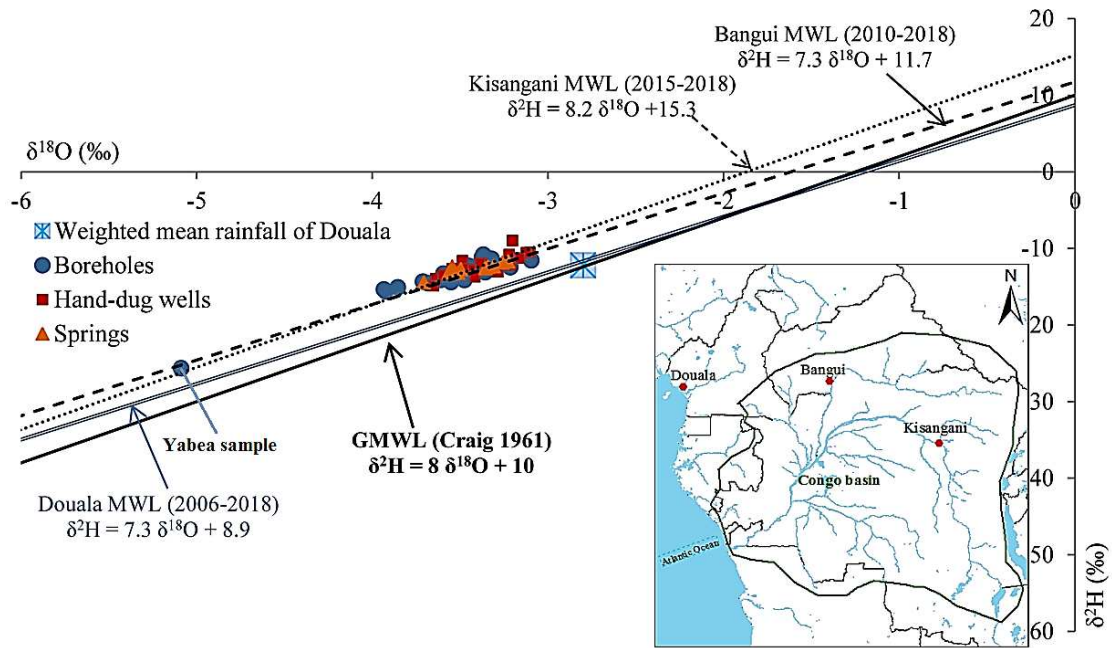 20
Bangui MWL (2010-2018)
δ²H = 7.3 δ¹⁸O + 11.7
Kisangani MWL (2015-2018)
δ²H = 8.2 δ¹⁸O +15.3
10
δ¹⁸O (‰)
0
-6 -5 -4 -3 -2 -1 0
Weighted mean rainfall of Douala
Boreholes
Hand-dug wells
Springs
-10
-20
Yabea sample
GMWL (Craig 1961)
δ²H = 8 δ¹⁸O + 10
Douala MWL (2006-2018)
δ²H = 7.3 δ¹⁸O + 8.9
N
Douala
Bangui
Kisangani
Congo basin
Atlantic Ocean
30
40
50
60
δ²H (‰)